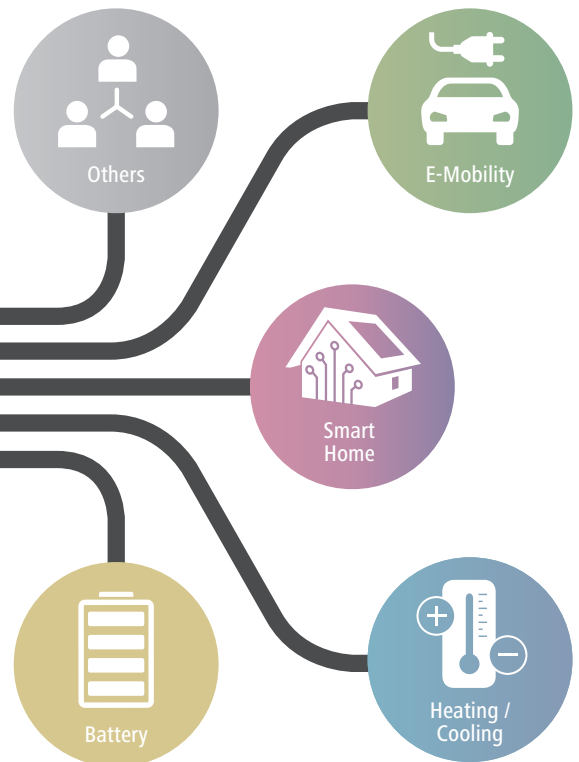 Others
E-Mobility
Smart
Home
Battery
Heating /
Cooling